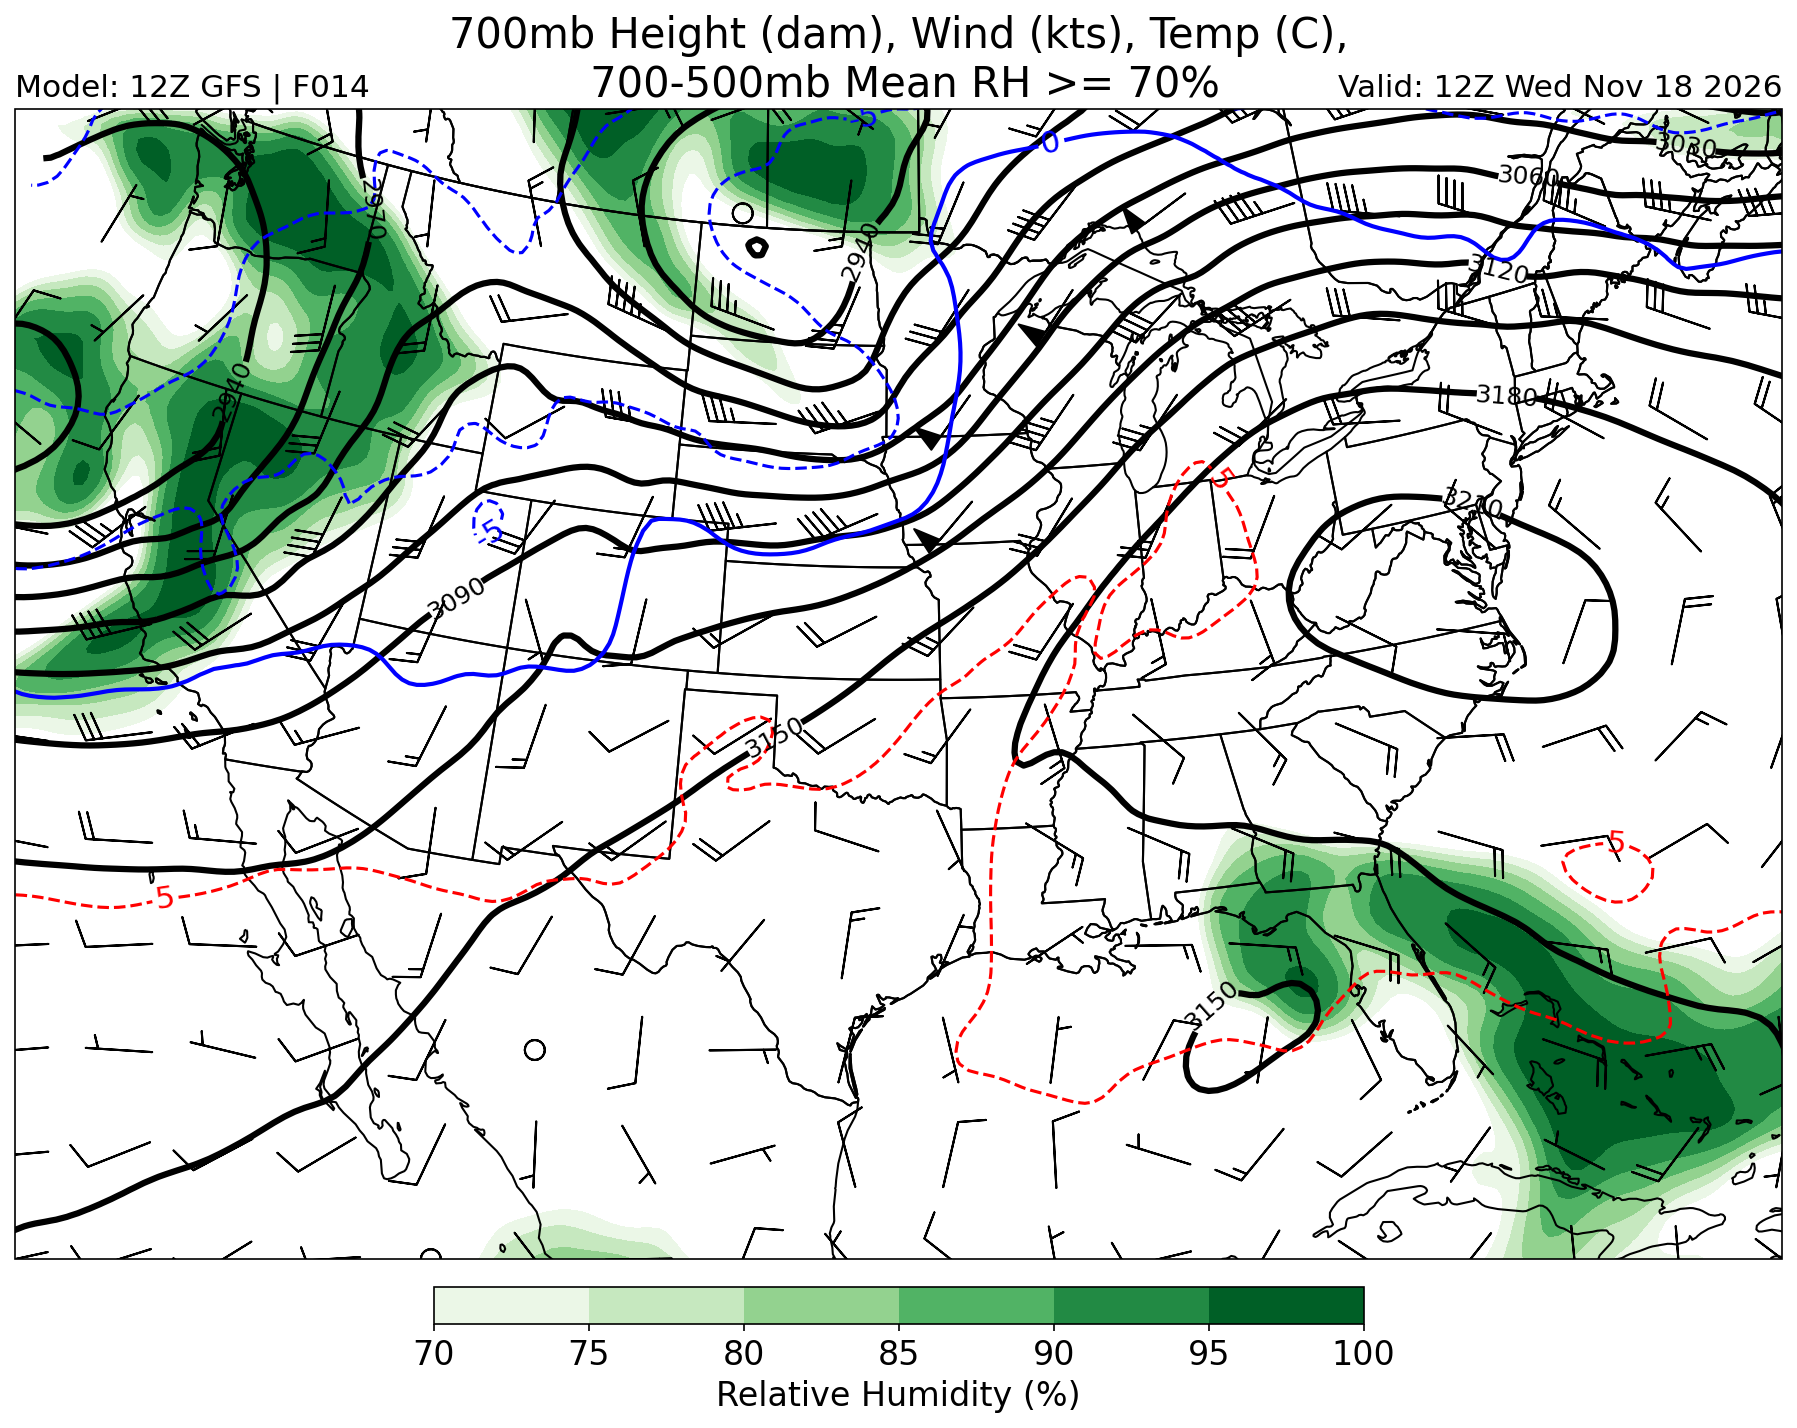 700mb Height (dam), Wind (kts), Temp (C),
700-500mb Mean RH >= 70%
Model: 12Z GFS | F014
Valid: 12Z Wed Nov 18 2026
-5
0
3030
3060
2970
2940
3120
2940
3180
5
3210
-5
3090
3150
5
5
3150
70 75 80 85 90 95 100
Relative Humidity (%)